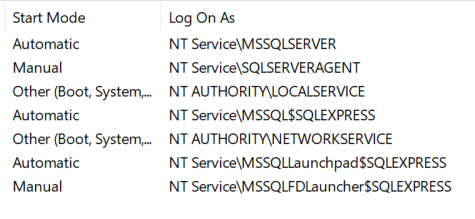 Start Mode Log On As
Automatic NT Service\MSSQLSERVER
Manual NT Service\SQLSERVERAGENT
Other (Boot, System,... NT AUTHORITY\LOCALSERVICE
Automatic NT Service\MSSQL$SQLEXPRESS
Other (Boot, System,... NT AUTHORITY\NETWORKSERVICE
Automatic NT Service\MSSQLLaunchpad$SQLEXPRESS
Manual NT Service\MSSQLFDLauncher$SQLEXPRESS